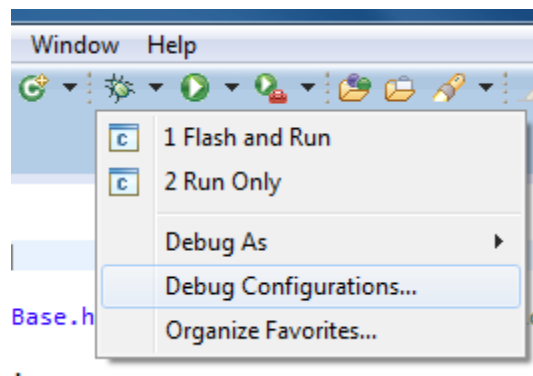 Window Help
1 Flash and Run
2 Run Only
Debug As
Debug Configurations...
Base.h
Organize Favorites...